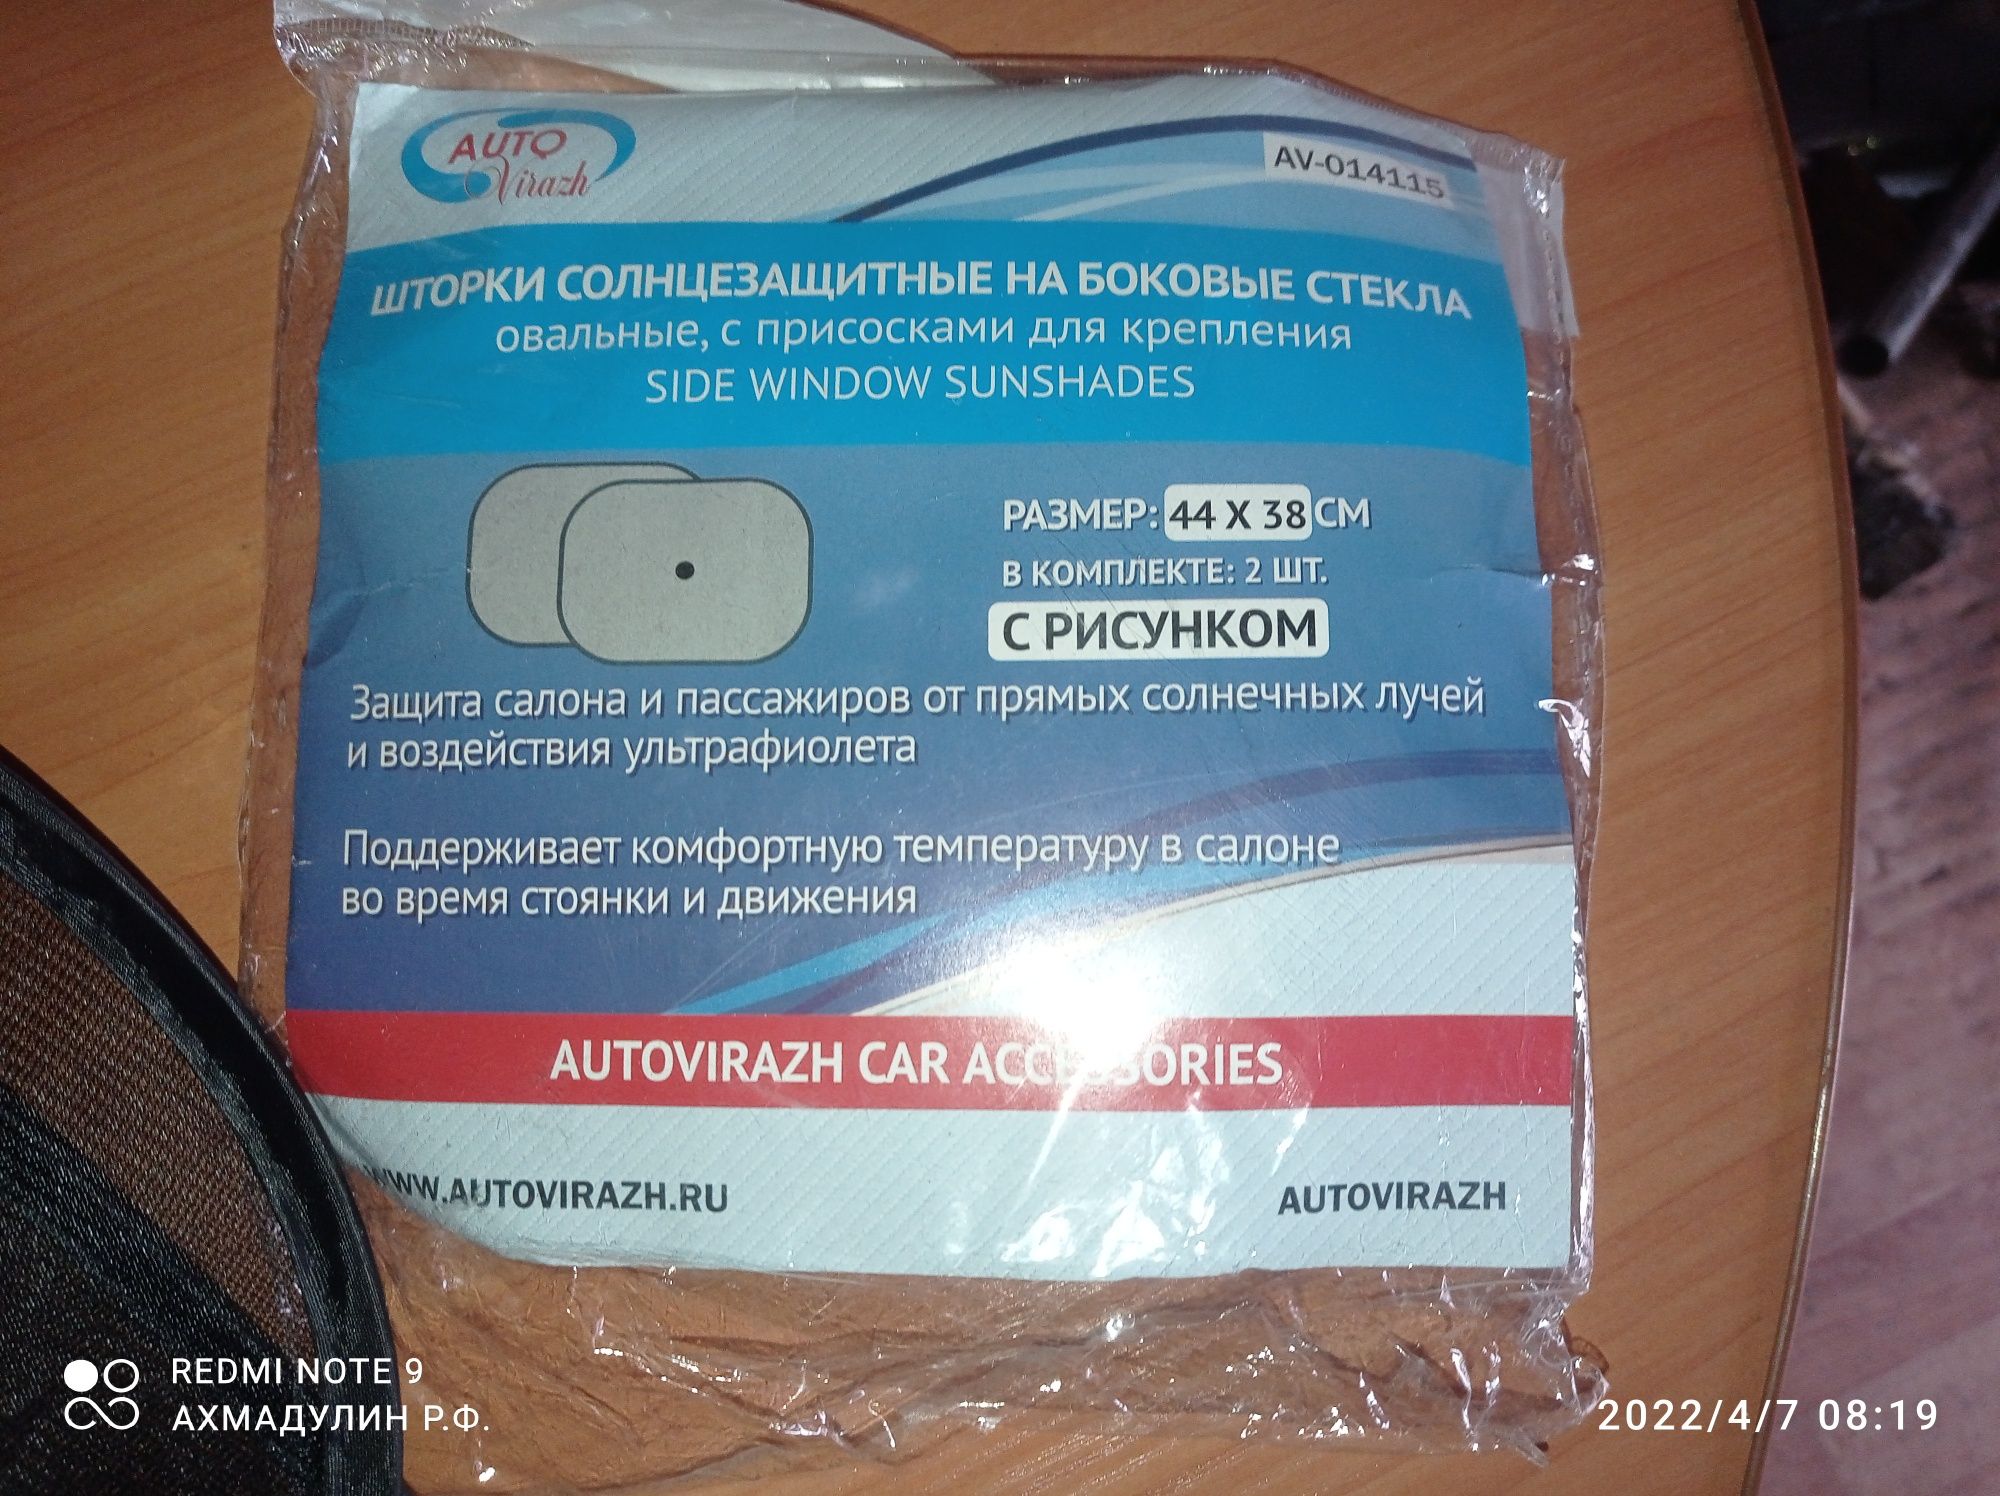 AUTO
Virazh
AV-014115
ШТОРКИ СОЛНЦЕЗАЩИТНЫЕ НА БОКОВЫЕ СТЕКЛА
овальные, с присосками для крепления
SIDE WINDOW SUNSHADES
РАЗМЕР: 44 X 38 СМ
В КОМПЛЕКТЕ: 2 ШТ.
С РИСУНКОМ
Защита салона и пассажиров от прямых солнечных лучей
и воздействия ультрафиолета
Поддерживает комфортную температуру в салоне
во время стоянки и движения
AUTOVIRAZH CAR ACCESSORIES
WWW.AUTOVIRAZH.RU
AUTOVIRAZH
REDMI NOTE 9
АХМАДУЛИН Р.Ф.
2022/4/7 08:19